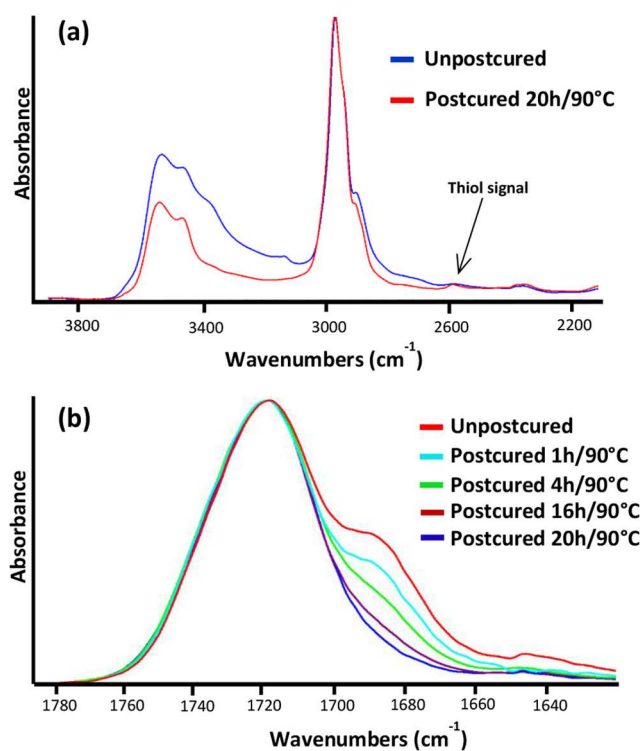 (a)
Unpostcured
Postcured 20h/90°C
Thiol signal
Absorbance
3800 3400 3000 2600 2200
Wavenumbers (cm-1)
(b)
Unpostcured
Postcured 1h/90°C
Postcured 4h/90°C
Postcured 16h/90°C
Postcured 20h/90°C
Absorbance
1780 1760 1740 1720 1700 1680 1660 1640
Wavenumbers (cm-1)